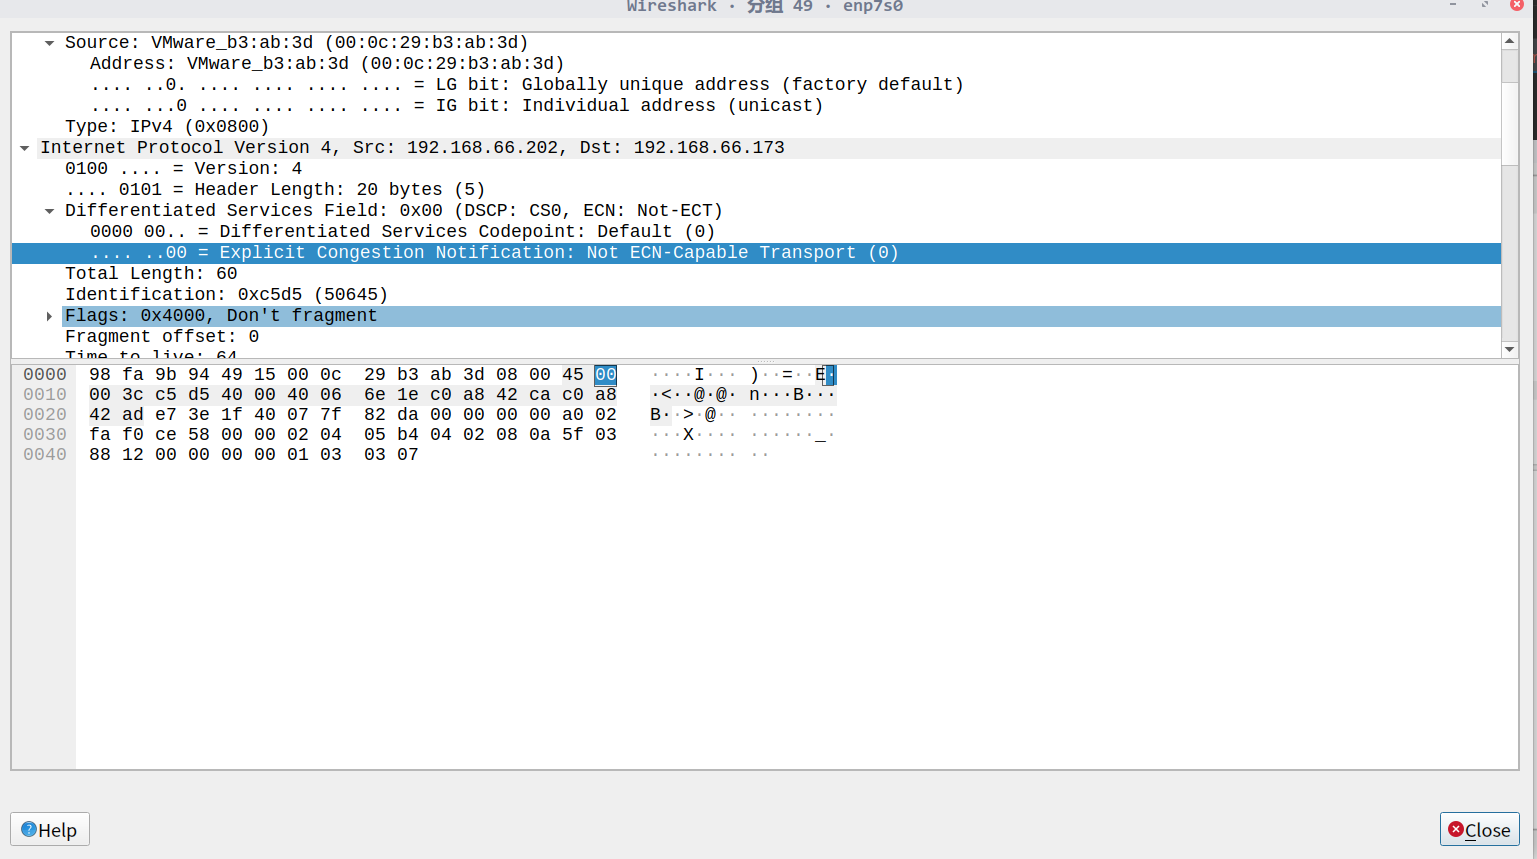 Wireshark · 分组 49 · enp7s0
Source: VMware_b3:ab:3d (00:0c:29:b3:ab:3d)
Address: VMware_b3:ab:3d (00:0c:29:b3:ab:3d)
.... ..0. .... .... .... .... = LG bit: Globally unique address (factory default)
.... ...0 .... .... .... .... = IG bit: Individual address (unicast)
Type: IPv4 (0x0800)
Internet Protocol Version 4, Src: 192.168.66.202, Dst: 192.168.66.173
0100 .... = Version: 4
.... 0101 = Header Length: 20 bytes (5)
Differentiated Services Field: 0x00 (DSCP: CS0, ECN: Not-ECT)
0000 00.. = Differentiated Services Codepoint: Default (0)
.... ..00 = Explicit Congestion Notification: Not ECN-Capable Transport (0)
Total Length: 60
Identification: 0xc5d5 (50645)
Flags: 0x4000, Don't fragment
Fragment offset: 0
Time to live: 64
0000 98 fa 9b 94 49 15 00 0c 29 b3 ab 3d 08 00 45 00 ····I··· )··=··E·
0010 00 3c c5 d5 40 00 40 06 6e 1e c0 a8 42 ca c0 a8 ·<··@·@· n···B···
0020 42 ad e7 3e 1f 40 07 7f 82 da 00 00 00 00 a0 02 B··>·@·· ········
0030 fa f0 ce 58 00 00 02 04 05 b4 04 02 08 0a 5f 03 ···X···· ······_·
0040 88 12 00 00 00 00 01 03 03 07 ········ ··
Help
Close